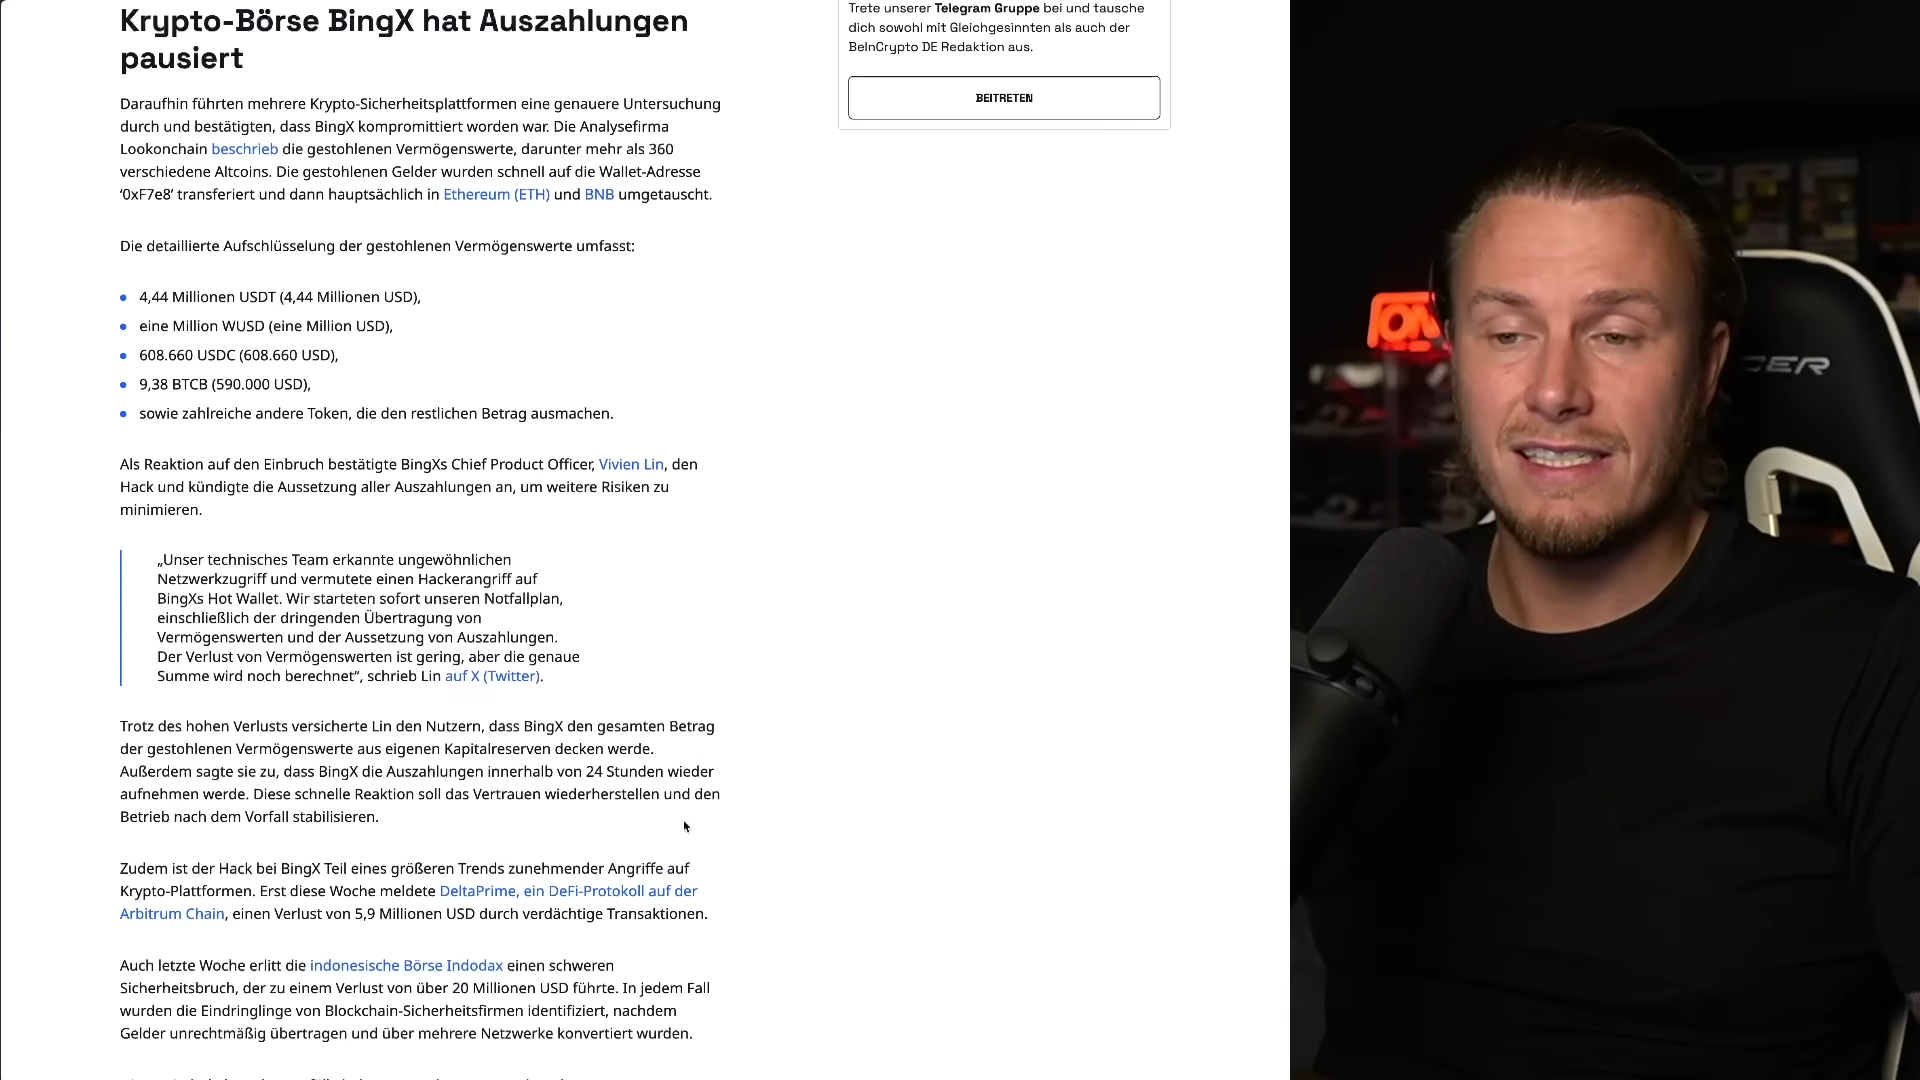 Krypto-Börse BingX hat Auszahlungen
pausiert
Daraufhin führten mehrere Krypto-Sicherheitsplattformen eine genauere Untersuchung
durch und bestätigten, dass BingX kompromittiert worden war. Die Analysefirma
Lookonchain beschrieb die gestohlenen Vermögenswerte, darunter mehr als 360
verschiedene Altcoins. Die gestohlenen Gelder wurden schnell auf die Wallet-Adresse
‘0xF7e8’ transferiert und dann hauptsächlich in Ethereum (ETH) und BNB umgetauscht.
Die detaillierte Aufschlüsselung der gestohlenen Vermögenswerte umfasst:
4,44 Millionen USDT (4,44 Millionen USD),
eine Million WUSD (eine Million USD),
608.660 USDC (608.660 USD),
9,38 BTCB (590.000 USD),
sowie zahlreiche andere Token, die den restlichen Betrag ausmachen.
Als Reaktion auf den Einbruch bestätigte BingXs Chief Product Officer, Vivien Lin, den
Hack und kündigte die Aussetzung aller Auszahlungen an, um weitere Risiken zu
minimieren.
„Unser technisches Team erkannte ungewöhnlichen
Netzwerkzugriff und vermutete einen Hackerangriff auf
BingXs Hot Wallet. Wir starteten sofort unseren Notfallplan,
einschließlich der dringenden Übertragung von
Vermögenswerten und der Aussetzung von Auszahlungen.
Der Verlust von Vermögenswerten ist gering, aber die genaue
Summe wird noch berechnet“, schrieb Lin auf X (Twitter).
Trotz des hohen Verlusts versicherte Lin den Nutzern, dass BingX den gesamten Betrag
der gestohlenen Vermögenswerte aus eigenen Kapitalreserven decken werde.
Außerdem sagte sie zu, dass BingX die Auszahlungen innerhalb von 24 Stunden wieder
aufnehmen werde. Diese schnelle Reaktion soll das Vertrauen wiederherstellen und den
Betrieb nach dem Vorfall stabilisieren.
Zudem ist der Hack bei BingX Teil eines größeren Trends zunehmender Angriffe auf
Krypto-Plattformen. Erst diese Woche meldete DeltaPrime, ein DeFi-Protokoll auf der
Arbitrum Chain, einen Verlust von 5,9 Millionen USD durch verdächtige Transaktionen.
Auch letzte Woche erlitt die indonesische Börse Indodax einen schweren
Sicherheitsbruch, der zu einem Verlust von über 20 Millionen USD führte. In jedem Fall
wurden die Eindringlinge von Blockchain-Sicherheitsfirmen identifiziert, nachdem
Gelder unrechtmäßig übertragen und über mehrere Netzwerke konvertiert wurden.
Trete unserer Telegram Gruppe bei und tausche
dich sowohl mit Gleichgesinnten als auch der
BeInCrypto DE Redaktion aus.
BEITRETEN